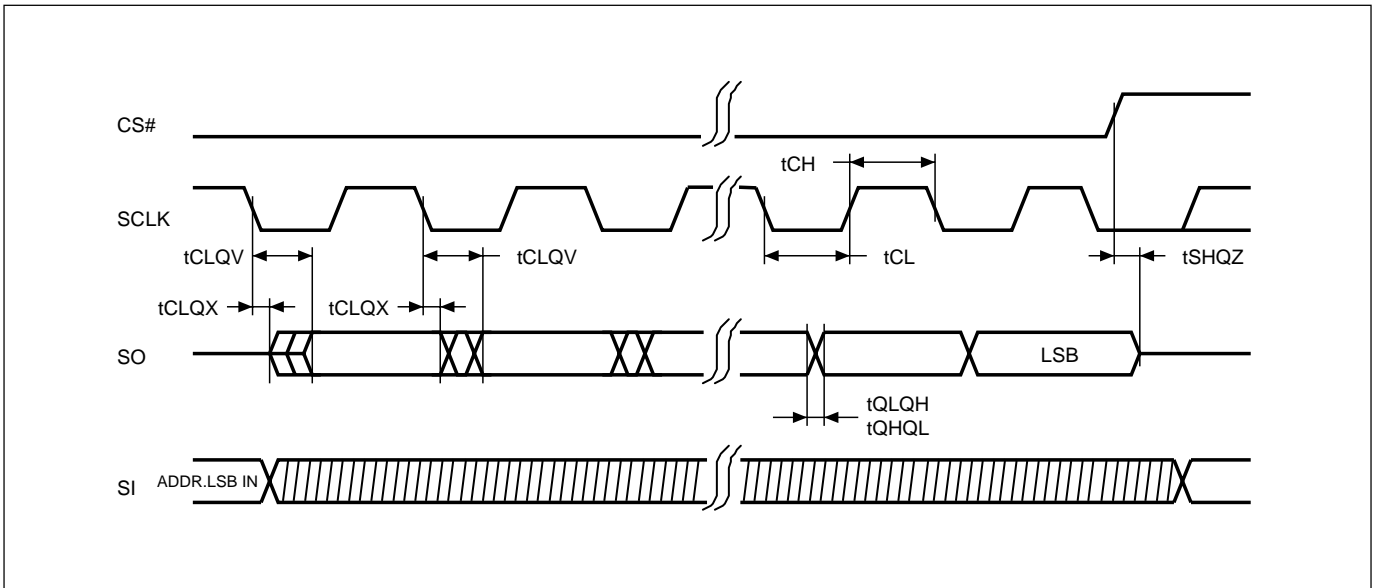 CS#
tCH
SCLK
tCLQV
tCLQV
tCL
tSHQZ
tCLQX
tCLQX
SO
LSB
tQLQH
tQHQL
SI
ADDR.LSB IN